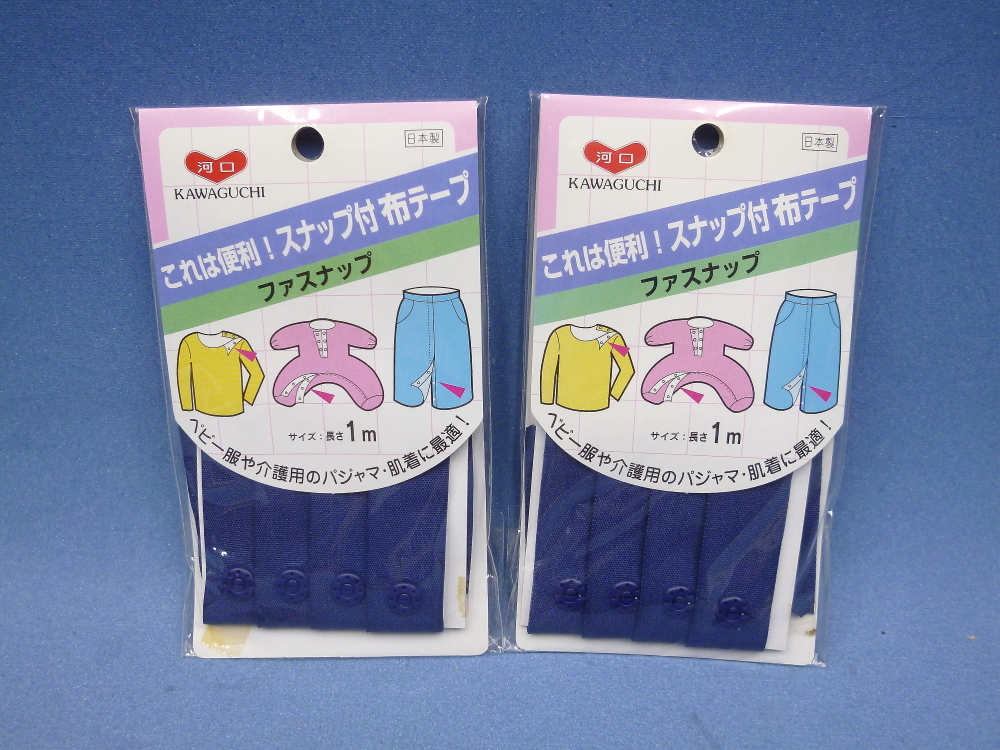 日本製
河口
KAWAGUCHI
これは便利！スナップ付布テープ
ファスナップ
サイズ：長さ1m
ベビー服や介護用のパジャマ・肌着に最適！
日本製
河口
KAWAGUCHI
これは便利！スナップ付布テープ
ファスナップ
サイズ：長さ1m
ベビー服や介護用のパジャマ・肌着に最適！